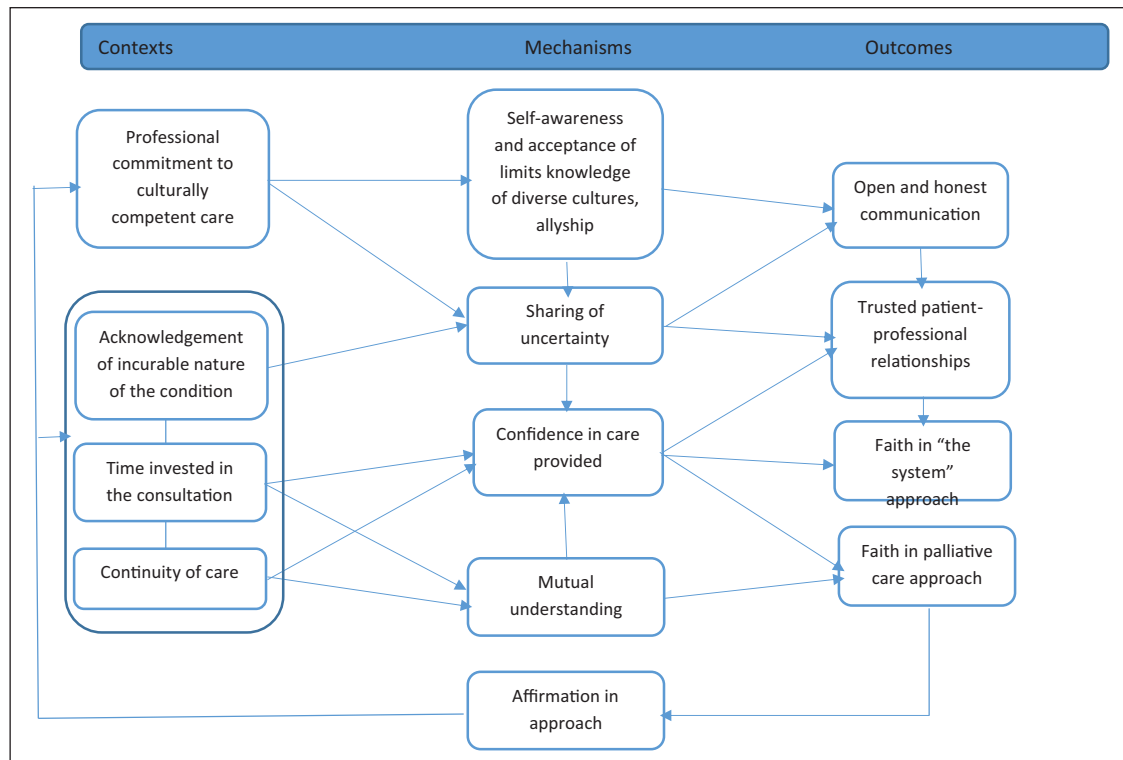 Contexts
Mechanisms
Outcomes
Professional
commitment to
culturally
competent care
Self-awareness
and acceptance of
limits knowledge
of diverse cultures,
allyship
Open and honest
communication
Acknowledgement
of incurable nature
of the condition
Sharing of
uncertainty
Trusted patient-
professional
relationships
Time invested in
the consultation
Confidence in care
provided
Faith in “the
system”
approach
Continuity of care
Mutual
understanding
Faith in palliative
care approach
Affirmation in
approach